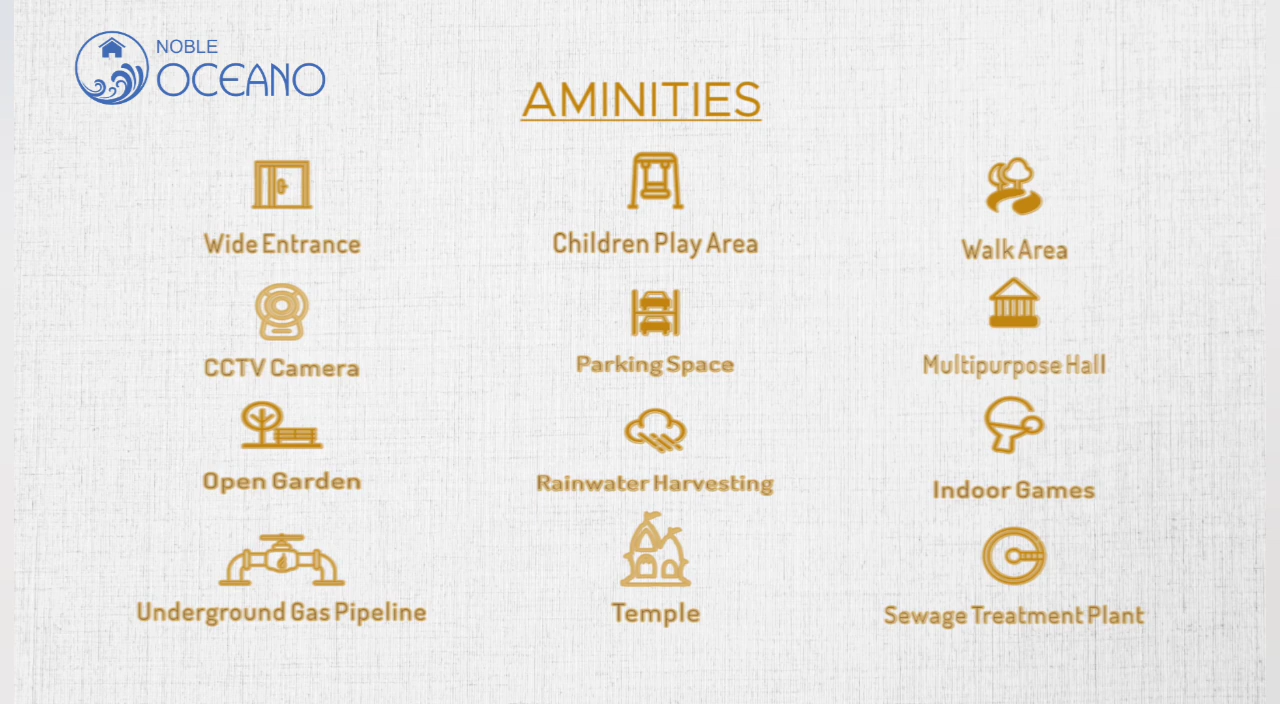 NOBLE
OCEANO
AMINITIES
Wide Entrance
Children Play Area
Walk Area
CCTV Camera
Parking Space
Multipurpose Hall
Open Garden
Rainwater Harvesting
Indoor Games
Underground Gas Pipeline
Temple
Sewage Treatment Plant